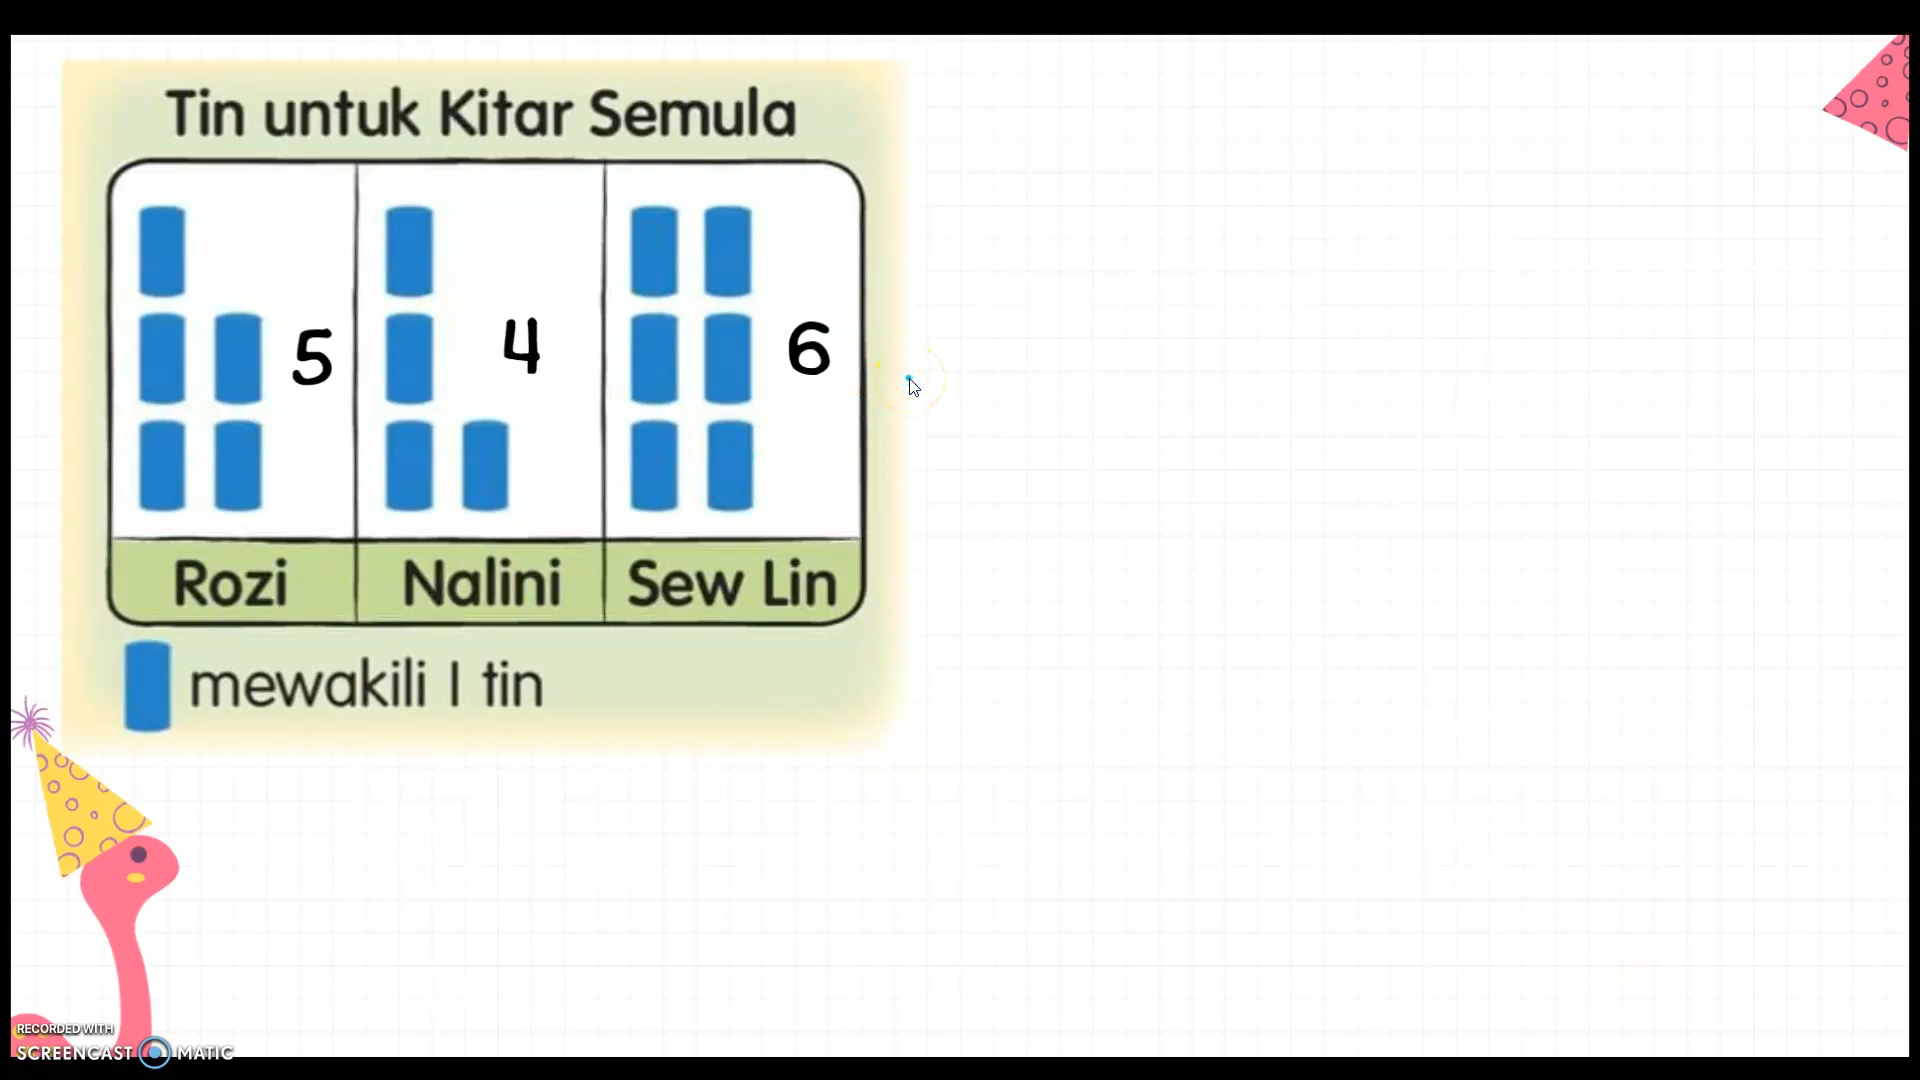 Tin untuk Kitar Semula
5 4 6
Rozi Nalini Sew Lin
mewakili 1 tin
RECORDED WITH
SCREENCAST MATIC